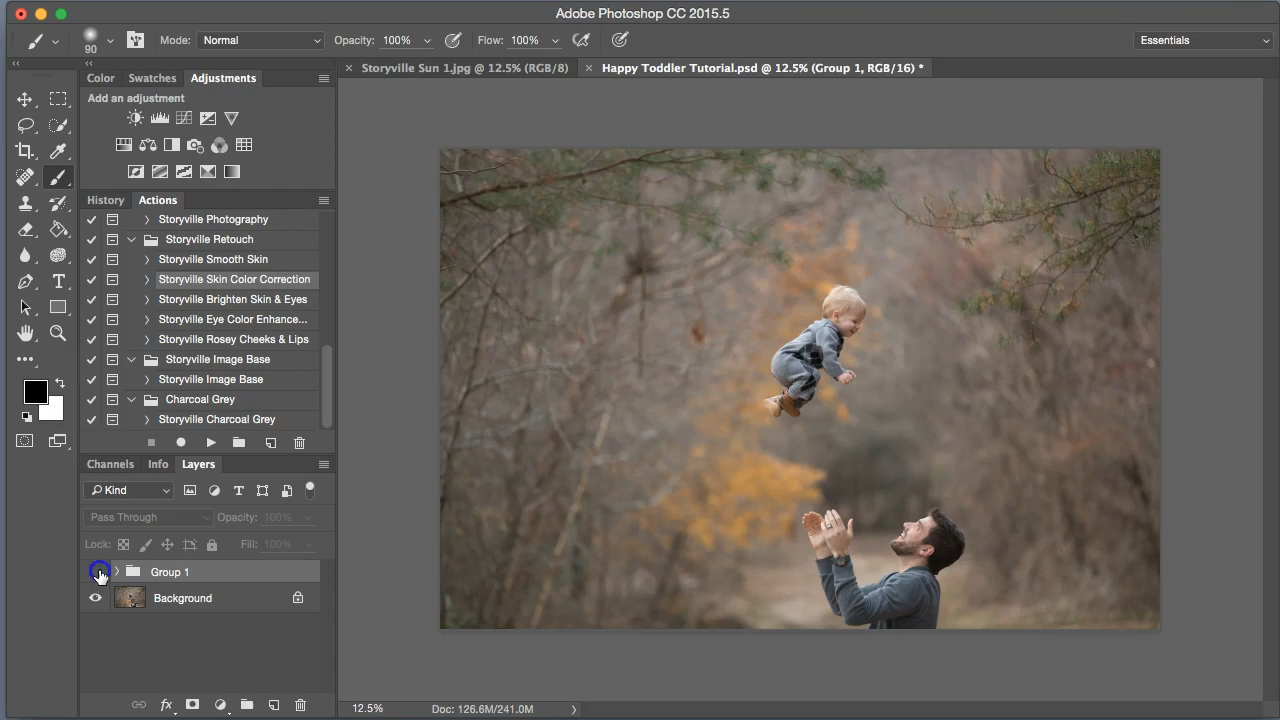 Adobe Photoshop CC 2015.5
90
Mode: Normal
Opacity: 100%
Flow: 100%
Essentials
Color Swatches Adjustments
Storyville Sun 1.jpg @ 12.5% (RGB/8)
Happy Toddler Tutorial.psd @ 12.5% (Group 1, RGB/16) *
Add an adjustment
History Actions
Storyville Photography
Storyville Retouch
Storyville Smooth Skin
Storyville Skin Color Correction
Storyville Brighten Skin & Eyes
Storyville Eye Color Enhance...
Storyville Rosey Cheeks & Lips
Storyville Image Base
Storyville Image Base
Charcoal Grey
Storyville Charcoal Grey
Channels Info Layers
Kind
Pass Through Opacity: 100%
Lock: Fill: 100%
Group 1
Background
12.5% Doc: 126.6M/241.0M